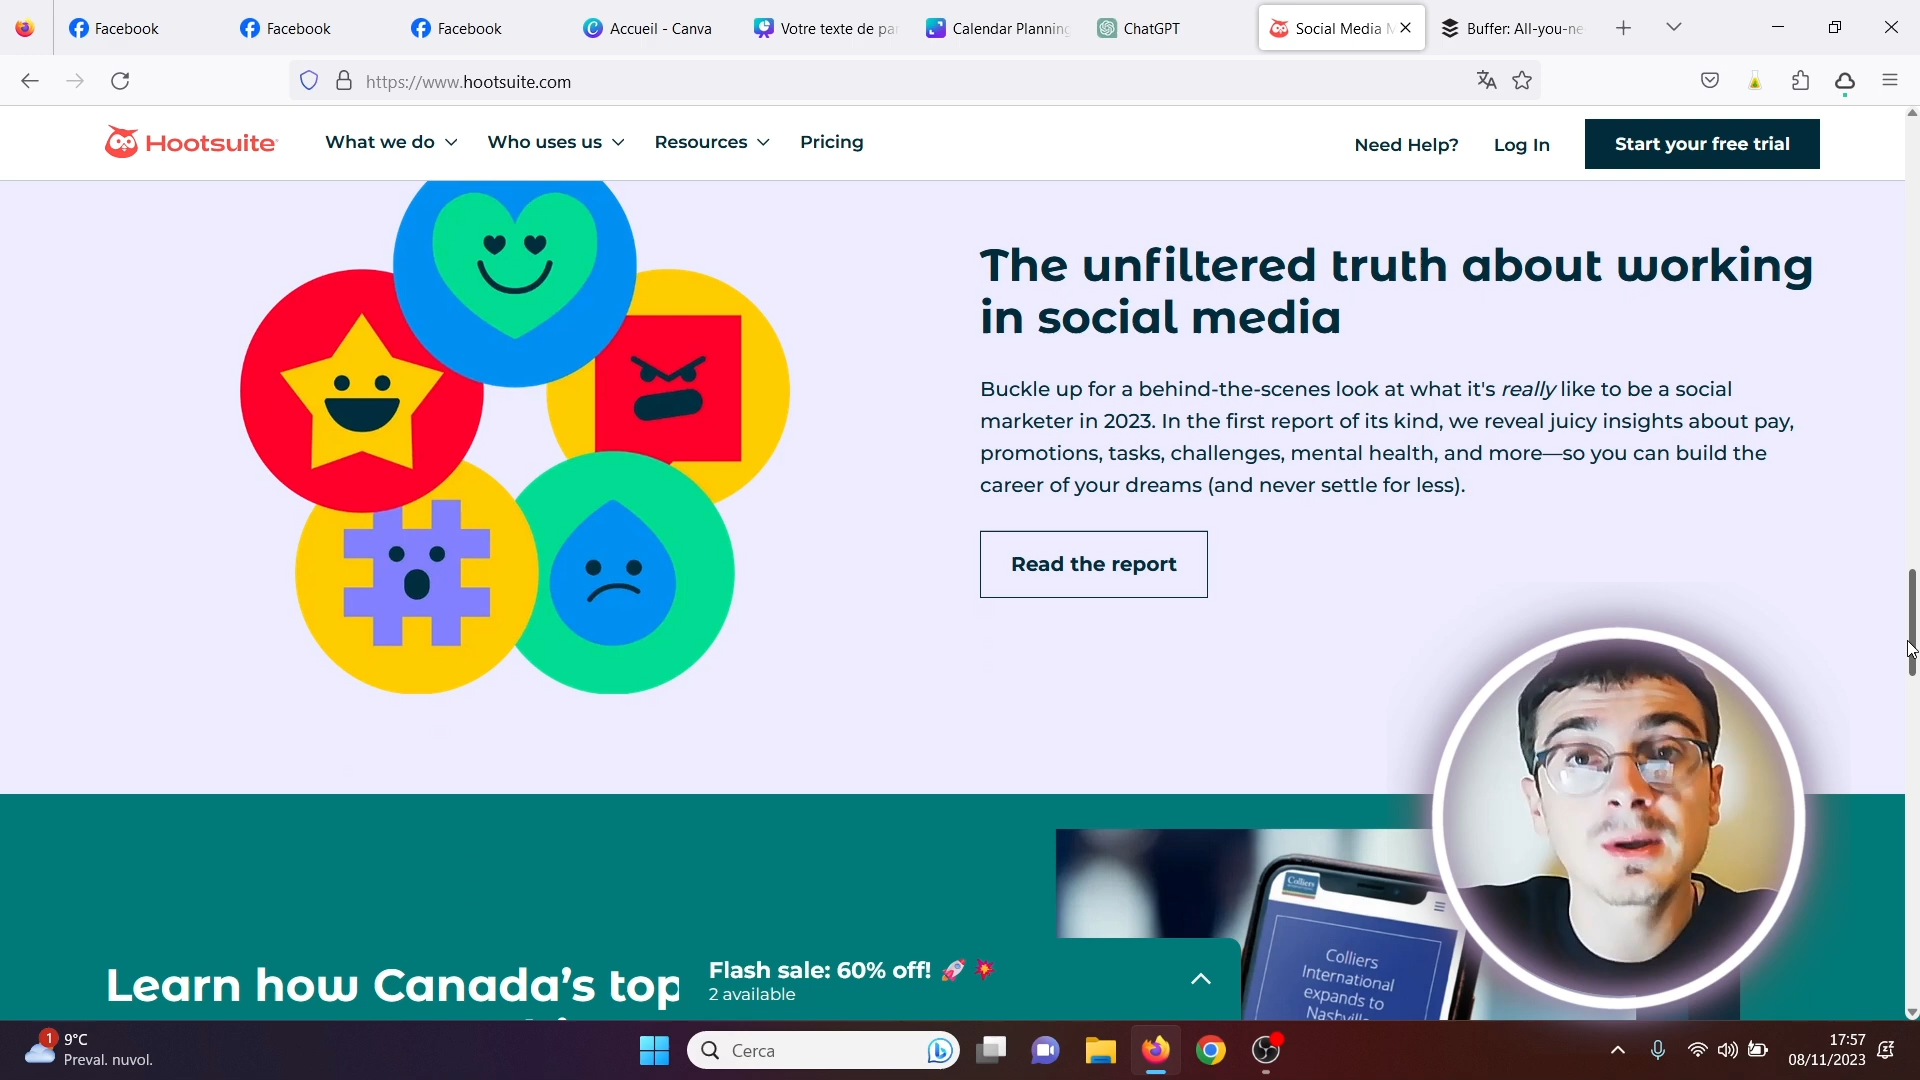 Facebook
Facebook
Facebook
Accueil - Canva
Votre texte de par
Calendar Planning
ChatGPT
Social Media M
Buffer: All-you-ne
https://www.hootsuite.com
Hootsuite
What we do
Who uses us
Resources
Pricing
Need Help?
Log In
Start your free trial
The unfiltered truth about working
in social media
Buckle up for a behind-the-scenes look at what it's really like to be a social
marketer in 2023. In the first report of its kind, we reveal juicy insights about pay,
promotions, tasks, challenges, mental health, and more—so you can build the
career of your dreams (and never settle for less).
Read the report
Colliers
Colliers
International
expands to
Nashville
Learn how Canada's top
Flash sale: 60% off! 🚀 💥
2 available
1
9°C
Preval. nuvol.
Cerca
17:57
08/11/2023